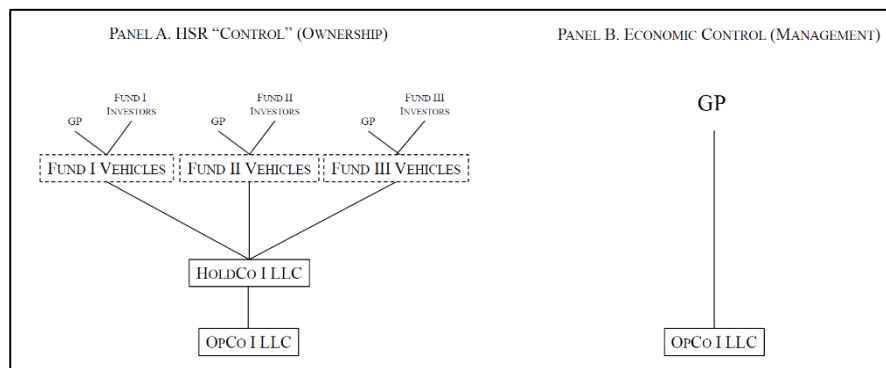 PANEL A. HSR “CONTROL” (OWNERSHIP)
PANEL B. ECONOMIC CONTROL (MANAGEMENT)
GP
FUND I
INVESTORS
GP
FUND II
INVESTORS
GP
FUND III
INVESTORS
GP
FUND I VEHICLES
FUND II VEHICLES
FUND III VEHICLES
HOLDCO I LLC
OPCO I LLC
OPCO I LLC